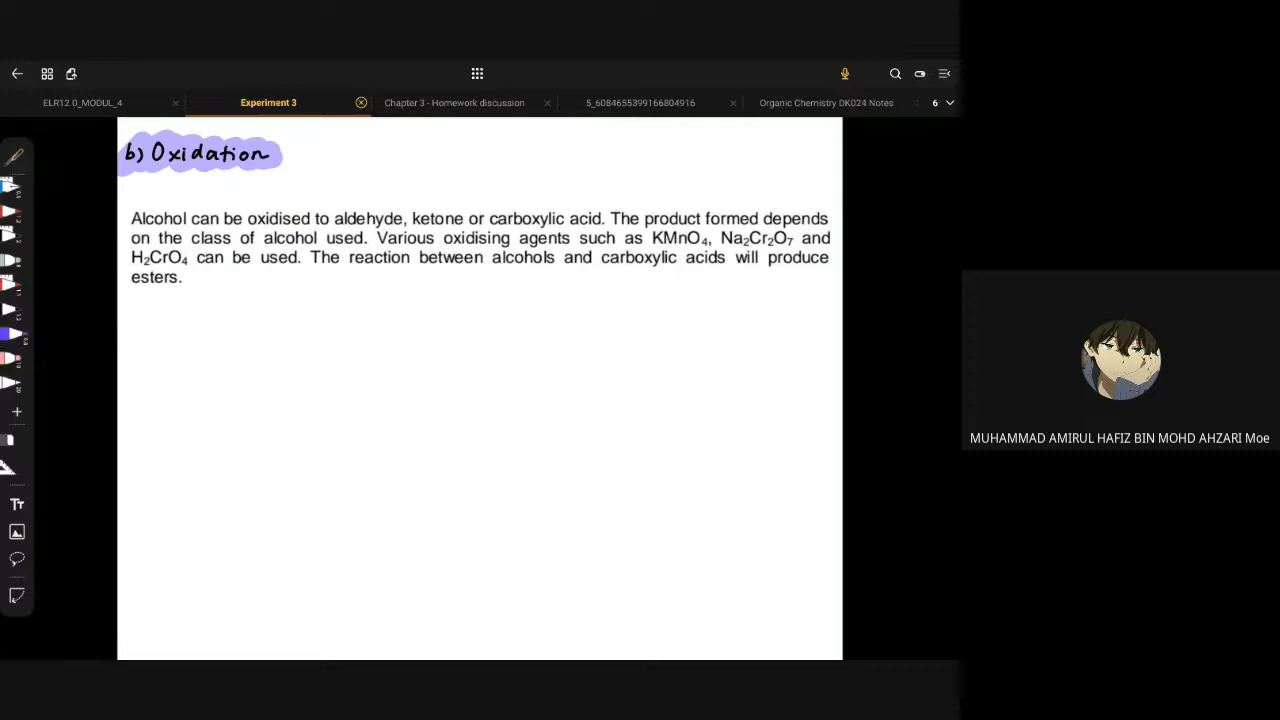 ELR12.0_MODUL_4
Experiment 3
Chapter 3 - Homework discussion
5_6084655399166804916
Organic Chemistry DK024 Notes
6
b) Oxidation
Alcohol can be oxidised to aldehyde, ketone or carboxylic acid. The product formed depends
on the class of alcohol used. Various oxidising agents such as KMnO₄, Na₂Cr₂O₇ and
H₂CrO₄ can be used. The reaction between alcohols and carboxylic acids will produce
esters.
Tт
MUHAMMAD AMIRUL HAFIZ BIN MOHD AHZARI Moe